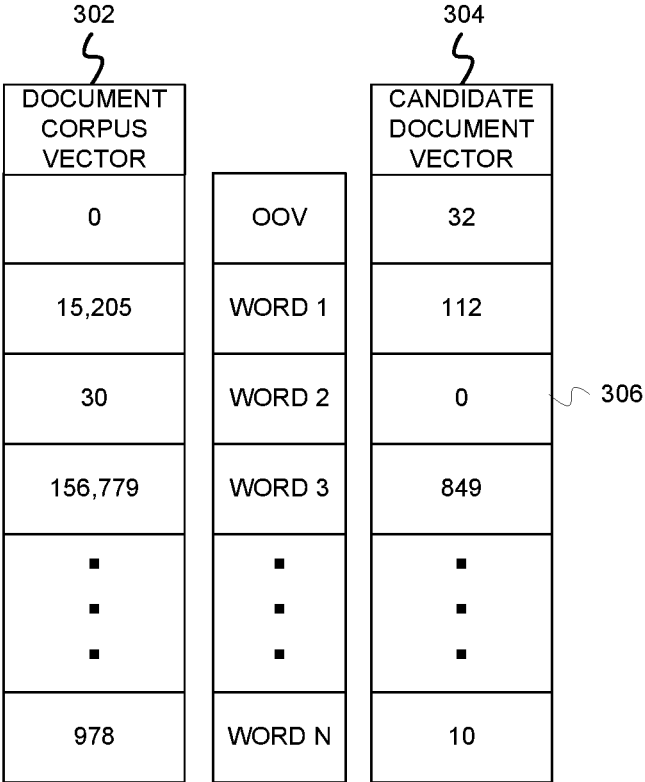 302
304
DOCUMENT
CORPUS
VECTOR
CANDIDATE
DOCUMENT
VECTOR
0
OOV
32
15,205
WORD 1
112
30
WORD 2
0
306
156,779
WORD 3
849
978
WORD N
10